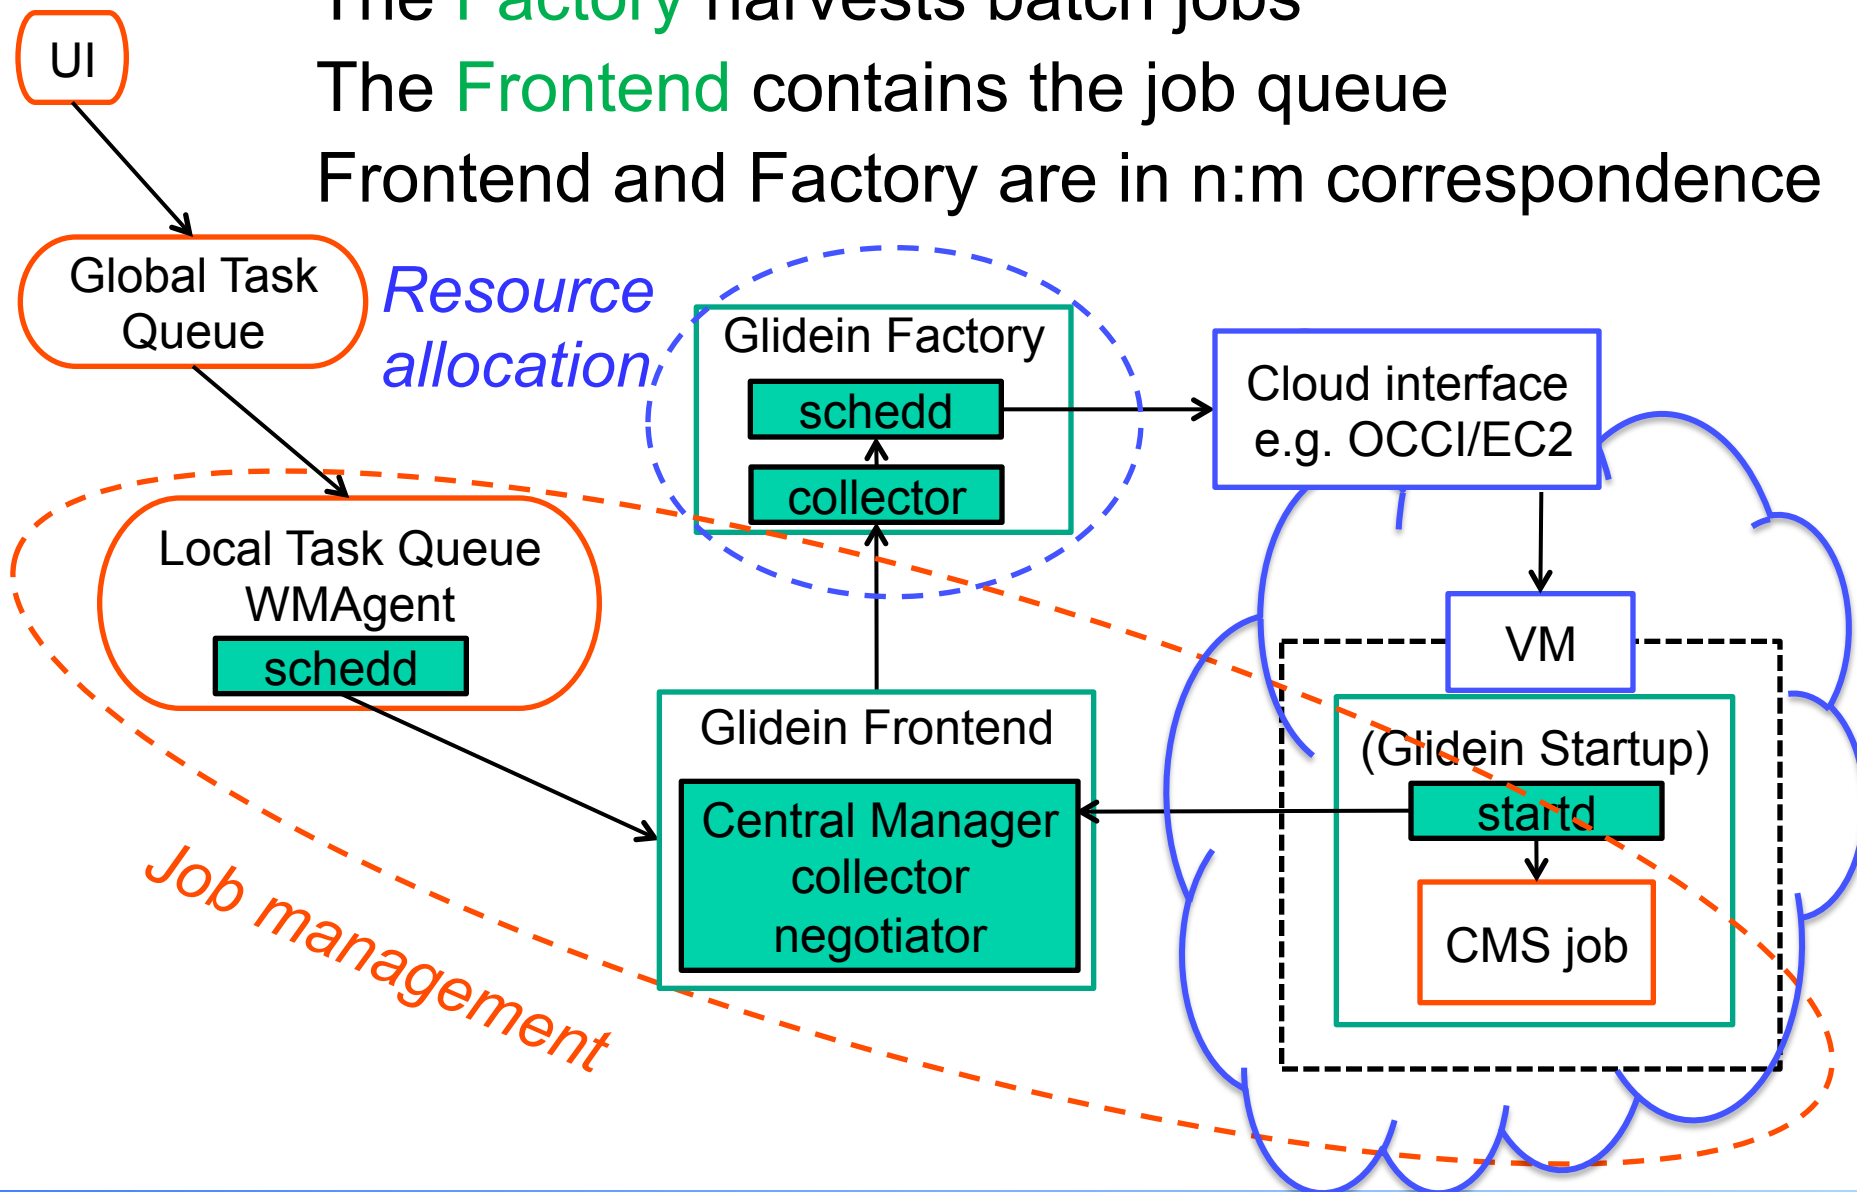 The Factory harvests batch jobs
UI
The Frontend contains the job queue
Frontend and Factory are in n:m correspondence
Global Task
Queue
Resource
allocation
Glidein Factory
schedd
collector
Cloud interface
e.g. OCCI/EC2
Local Task Queue
WMAgent
schedd
VM
Glidein Frontend
Central Manager
collector
negotiator
(Glidein Startup)
startd
CMS job
Job management